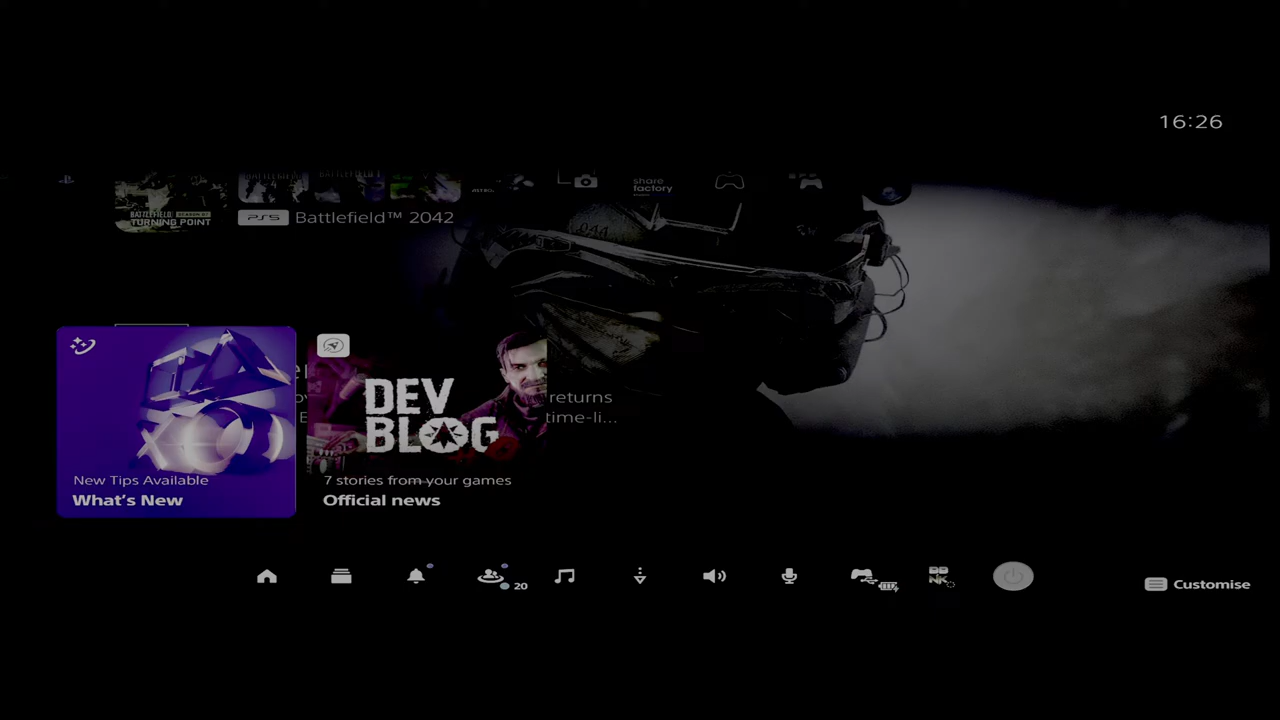 16:26
share
factory
BATTLEFIELD
TURNING POINT
PS5 Battlefield™ 2042
returns
time-li...
DEV
BLOG
New Tips Available
What's New
7 stories from your games
Official news
20
Customise